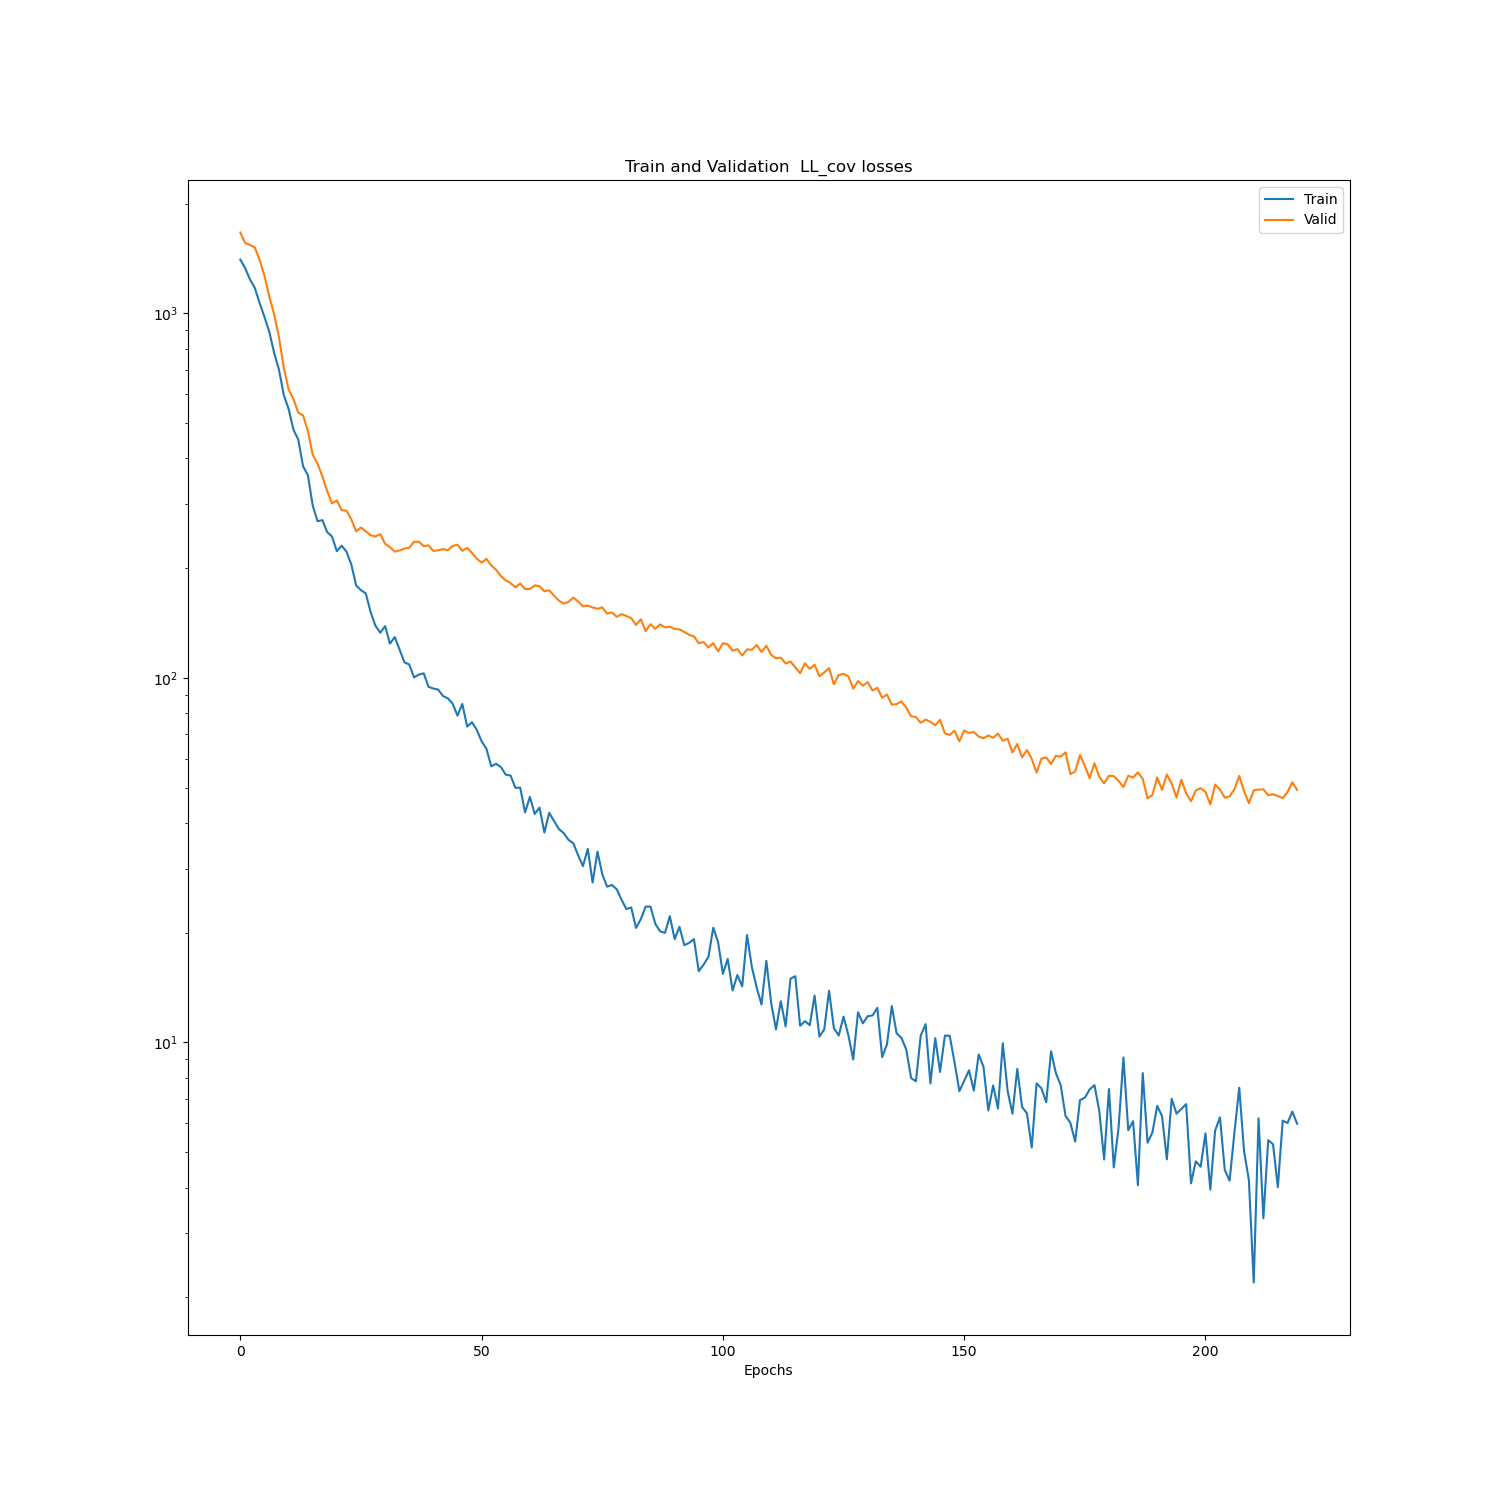 Train and Validation  LL_cov losses
Train
Valid
10³
10²
10¹
0 50 100 150 200
Epochs